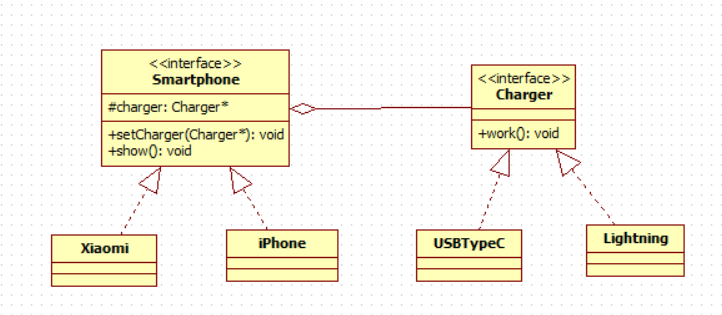 <<interface>>
Smartphone
#charger: Charger*
+setCharger(Charger*): void
+show(): void
<<interface>>
Charger
+work(): void
Xiaomi
iPhone
USBTypeC
Lightning